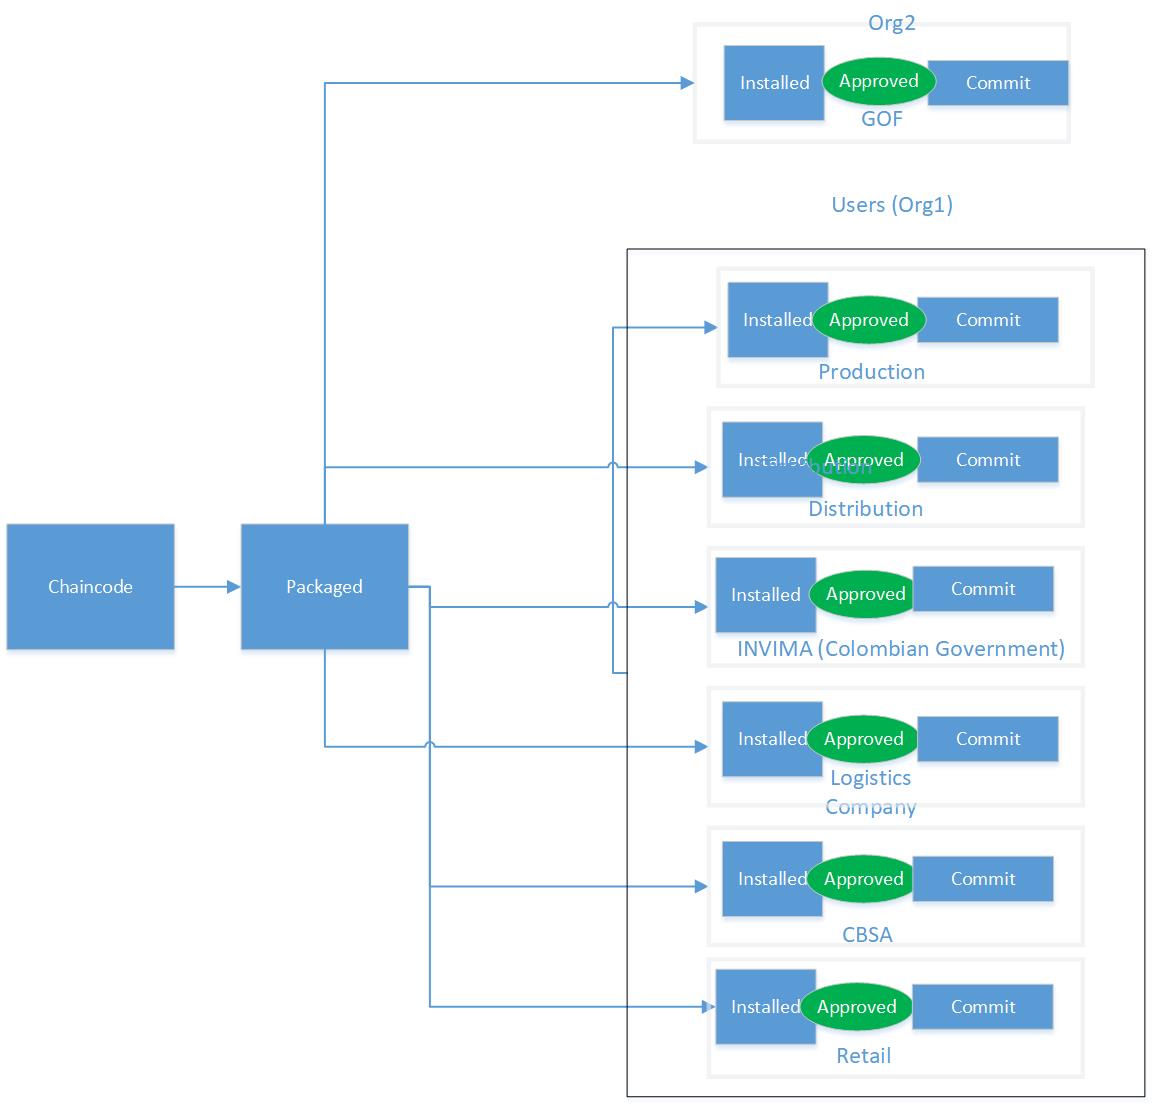 Org2
Installed
Approved
Commit
GOF
Users (Org1)
Installed
Approved
Commit
Production
Installed
Approved
Commit
Distribution
Chaincode
Packaged
Installed
Approved
Commit
INVIMA (Colombian Government)
Installed
Approved
Commit
Logistics
Company
Installed
Approved
Commit
CBSA
Installed
Approved
Commit
Retail